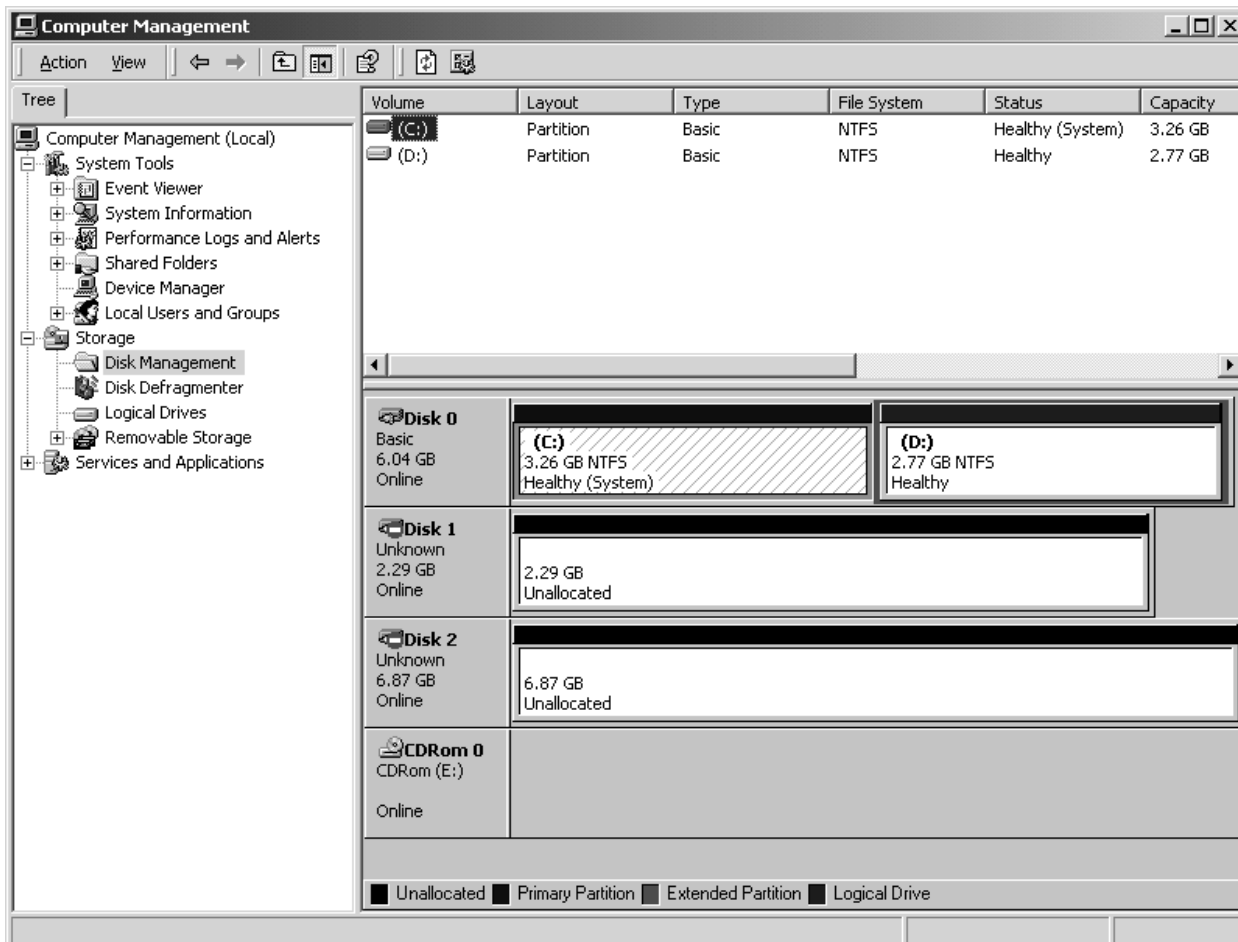 Computer Management
Action View
Tree
Computer Management (Local)
System Tools
Event Viewer
System Information
Performance Logs and Alerts
Shared Folders
Device Manager
Local Users and Groups
Storage
Disk Management
Disk Defragmenter
Logical Drives
Removable Storage
Services and Applications
Volume Layout Type File System Status Capacity
(C:) Partition Basic NTFS Healthy (System) 3.26 GB
(D:) Partition Basic NTFS Healthy 2.77 GB
Disk 0
Basic
6.04 GB
Online
(C:)
3.26 GB NTFS
Healthy (System)
(D:)
2.77 GB NTFS
Healthy
Disk 1
Unknown
2.29 GB
Online
2.29 GB
Unallocated
Disk 2
Unknown
6.87 GB
Online
6.87 GB
Unallocated
CDRom 0
CDRom (E:)
Online
Unallocated Primary Partition Extended Partition Logical Drive